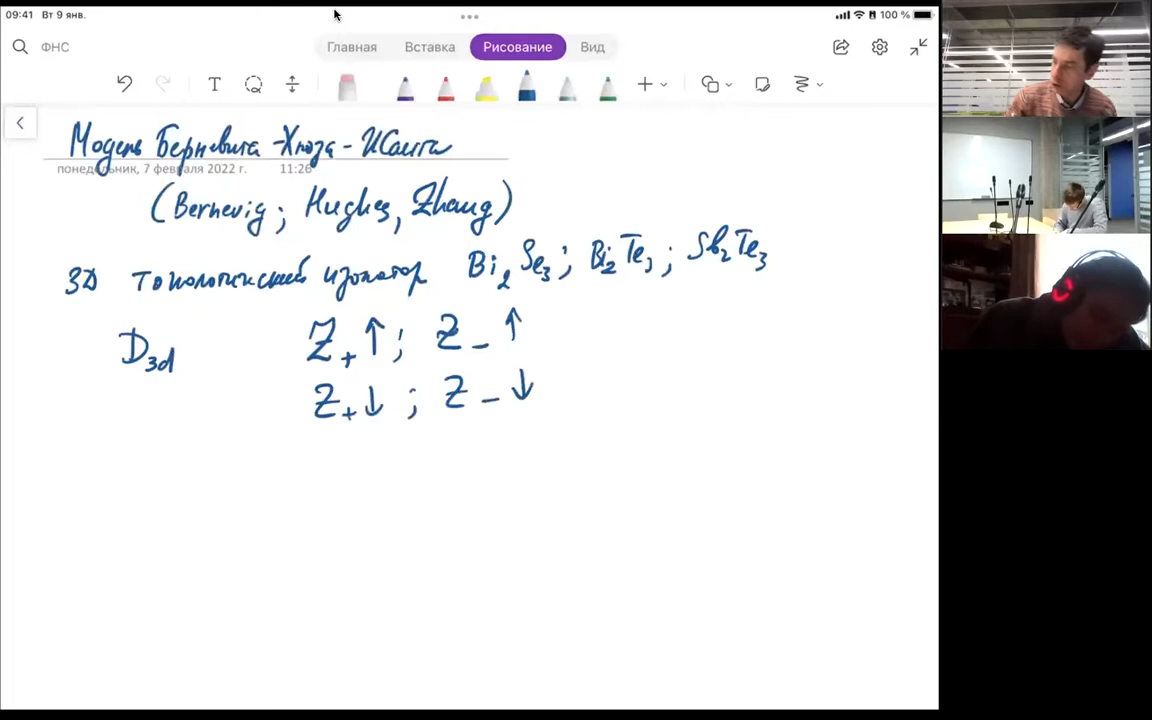 09:41 Вт 9 янв.
100 %
ФНС
Главная Вставка Рисование Вид
Модель Берневига-Хюза-Жанга
понедельник, 7 февраля 2022 г. 11:26
(Bernevig; Hughes, Zhang)
3D топологический изолятор Bi₂Se₃; Bi₂Te₃; Sb₂Te₃
D₃d Z₊↑; Z₋↑
Z₊↓; Z₋↓